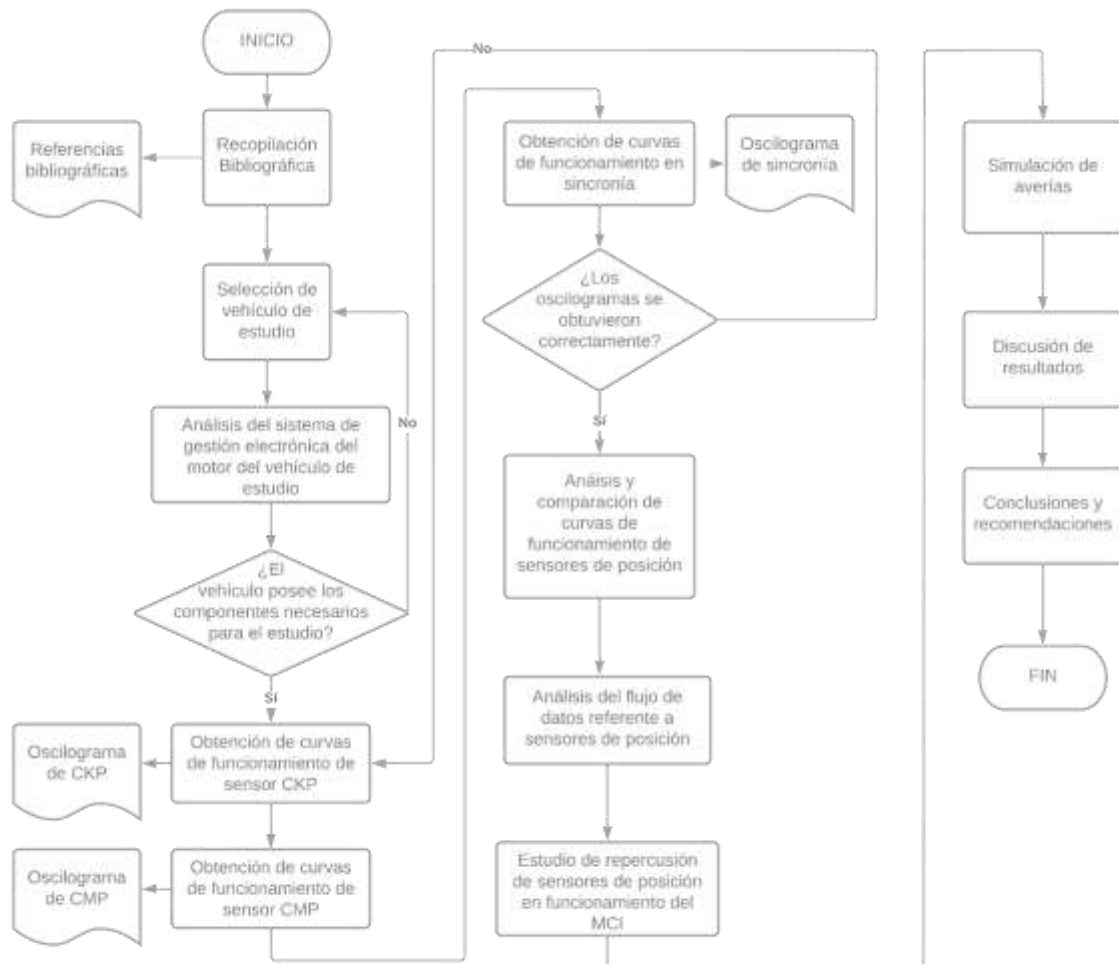 INICIO
Referencias
bibliográficas
Recopilación
Bibliográfica
Selección de
vehículo de
estudio
No
Análisis del sistema de
gestión electrónica del
motor del vehículo de
estudio
¿El
vehículo posee los
componentes necesarios
para el estudio?
Sí
Oscilograma
de CKP
Obtención de curvas
de funcionamiento de
sensor CKP
Oscilograma
de CMP
Obtención de curvas
de funcionamiento de
sensor CMP
No
Obtención de curvas
de funcionamiento en
sincronía
Oscilograma
de sincronía
¿Los
oscilogramas se
obtuvieron
correctamente?
Sí
Anáisis y
comparación de
curvas de
funcionamiento de
sensores de posición
Análisis del flujo de
datos referente a
sensores de posición
Estudio de repercusión
de sensores de posición
en funcionamiento del
MCI
Simulación de
averías
Discusión de
resultados
Conclusiones y
recomendaciones
FIN